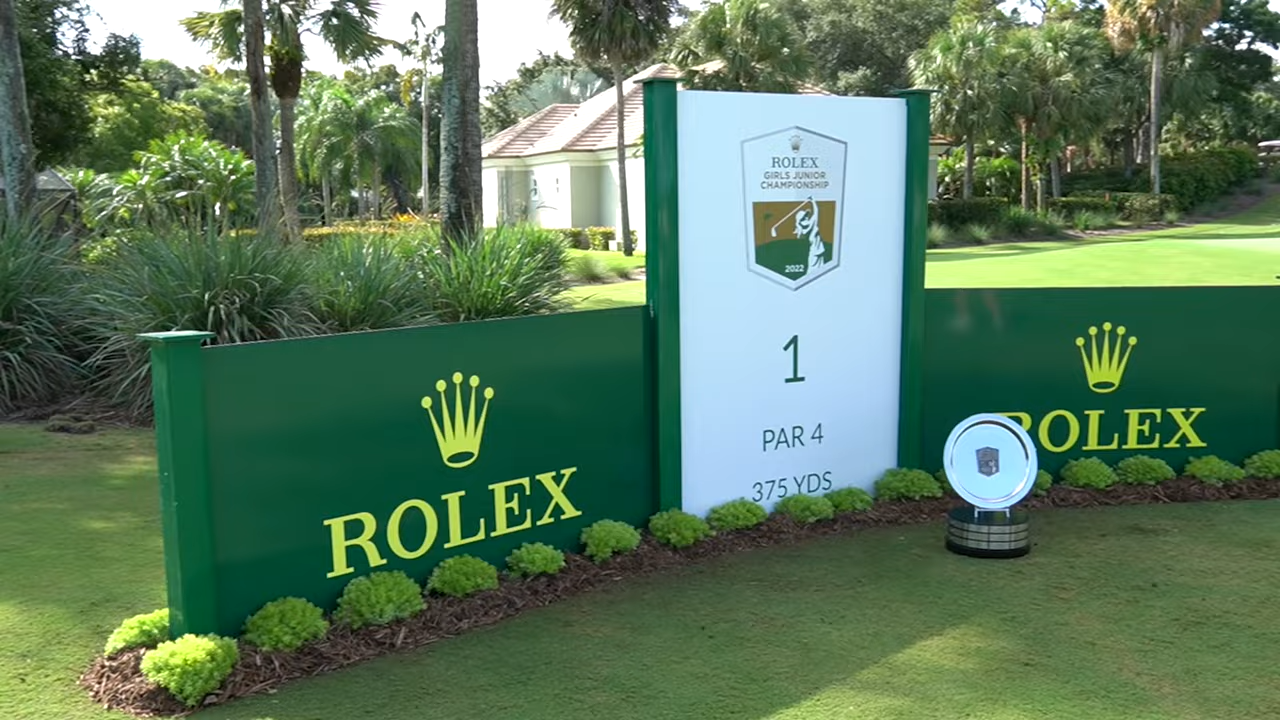 ROLEX
GIRLS JUNIOR
CHAMPIONSHIP
2022
1
PAR 4
375 YDS
ROLEX
ROLEX